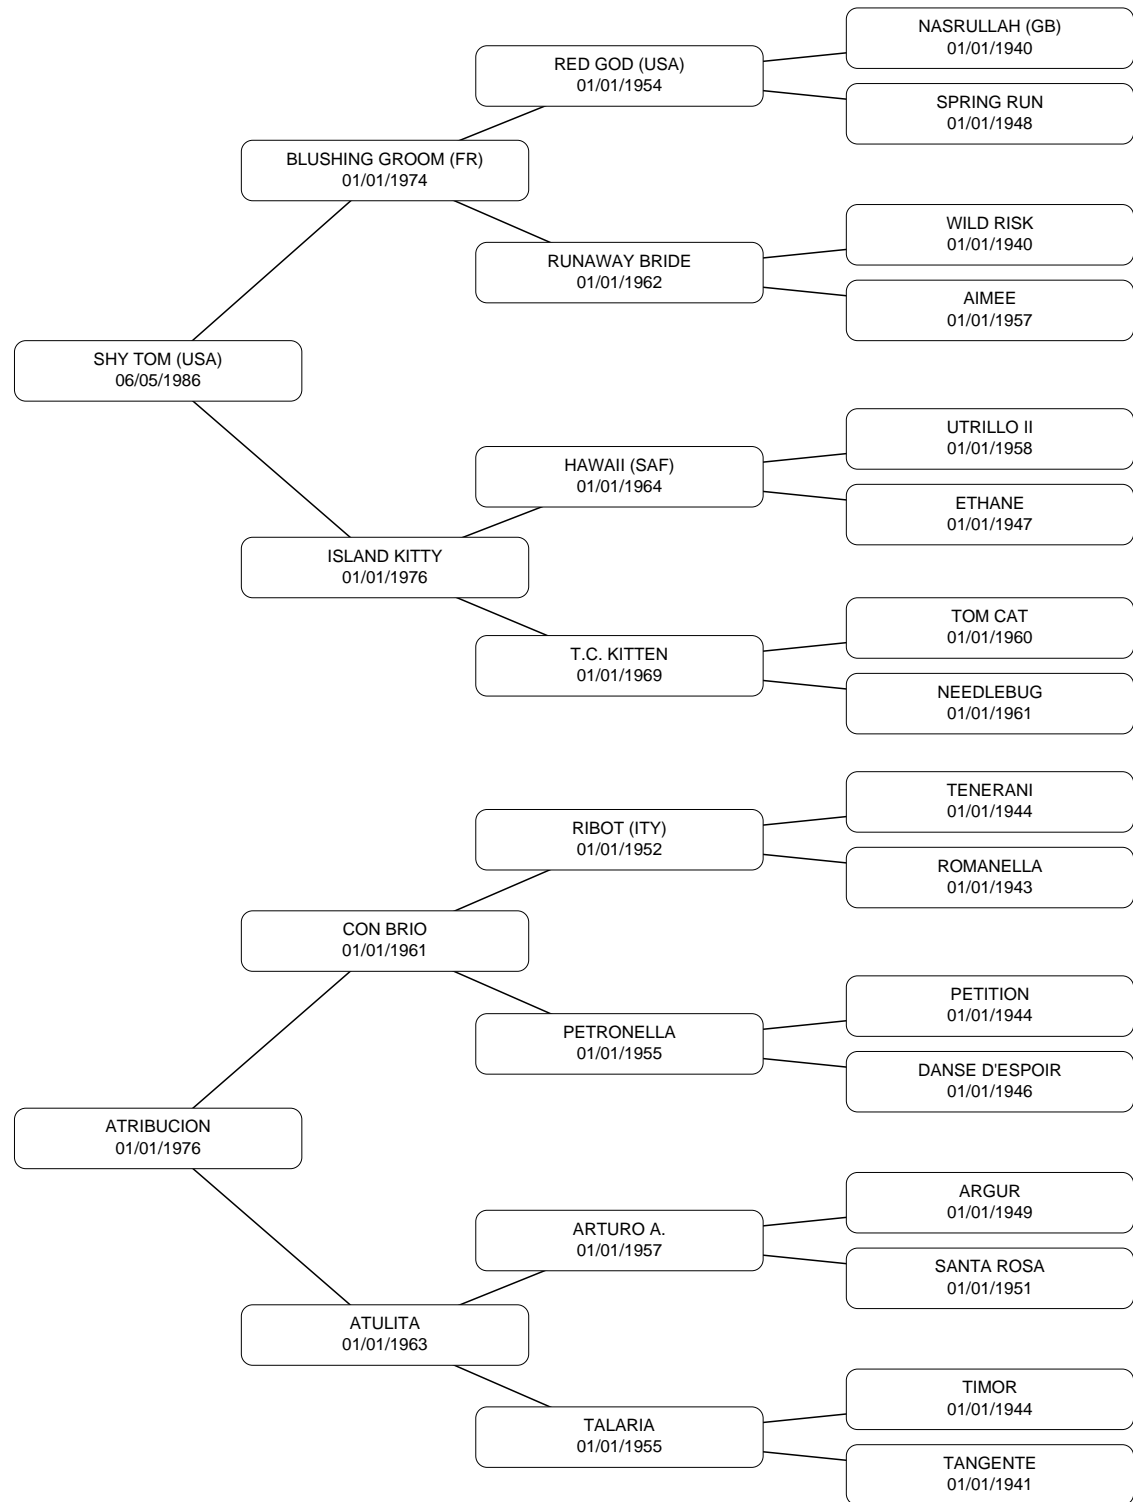 NASRULLAH (GB)
01/01/1940
RED GOD (USA)
01/01/1954
SPRING RUN
01/01/1948
BLUSHING GROOM (FR)
01/01/1974
WILD RISK
01/01/1940
RUNAWAY BRIDE
01/01/1962
AIMEE
01/01/1957
SHY TOM (USA)
06/05/1986
UTRILLO II
01/01/1958
HAWAII (SAF)
01/01/1964
ETHANE
01/01/1947
ISLAND KITTY
01/01/1976
TOM CAT
01/01/1960
T.C. KITTEN
01/01/1969
NEEDLEBUG
01/01/1961
TENERANI
01/01/1944
RIBOT (ITY)
01/01/1952
ROMANELLA
01/01/1943
CON BRIO
01/01/1961
PETITION
01/01/1944
PETRONELLA
01/01/1955
DANSE D'ESPOIR
01/01/1946
ATRIBUCION
01/01/1976
ARGUR
01/01/1949
ARTURO A.
01/01/1957
SANTA ROSA
01/01/1951
ATULITA
01/01/1963
TIMOR
01/01/1944
TALARIA
01/01/1955
TANGENTE
01/01/1941